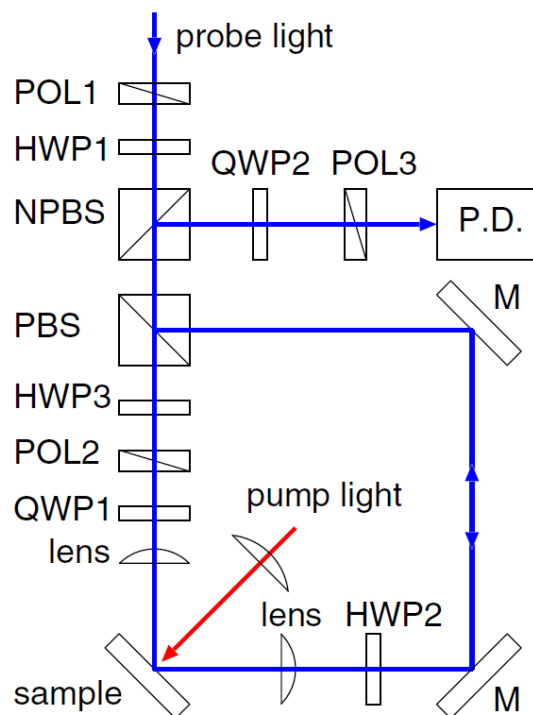 probe light
POL1
HWP1
QWP2 POL3
NPBS
P.D.
M
PBS
HWP3
POL2
pump light
QWP1
lens
lens HWP2
sample
M